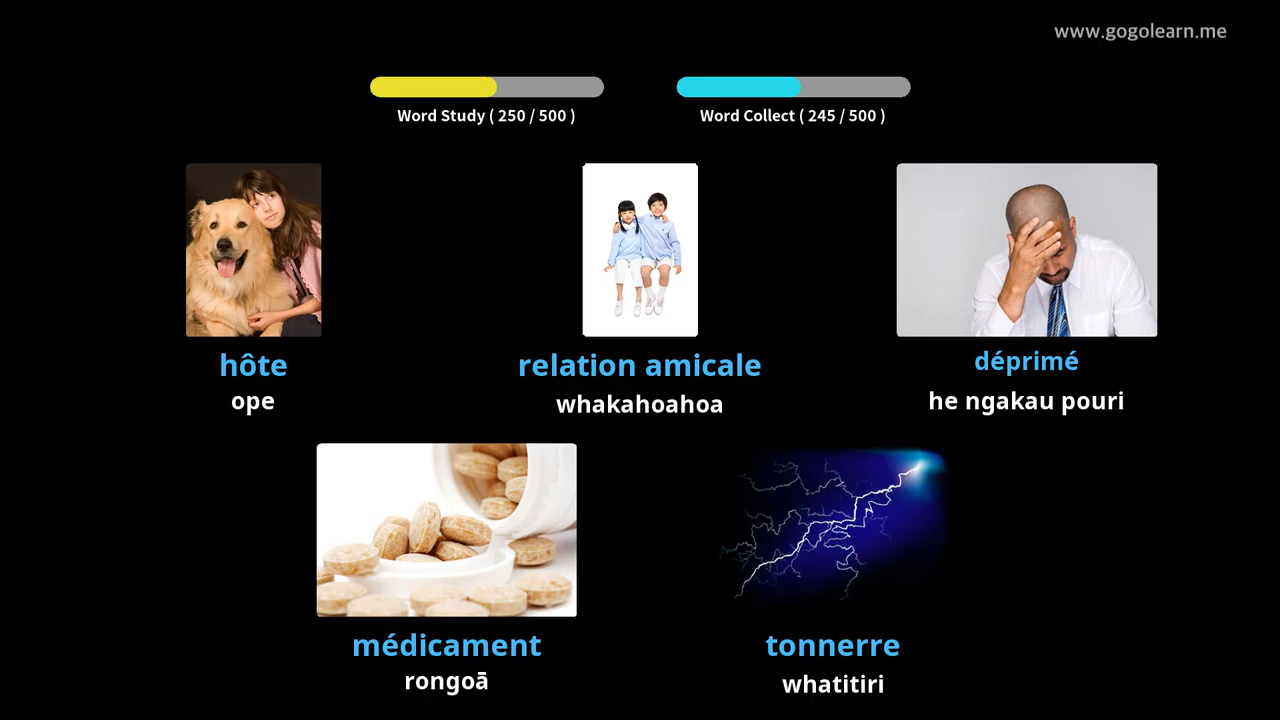 www.gogolearn.me
Word Study ( 250 / 500 )
Word Collect ( 245 / 500 )
hôte
ope
relation amicale
whakahoahoa
déprimé
he ngakau pouri
médicament
rongoā
tonnerre
whatitiri